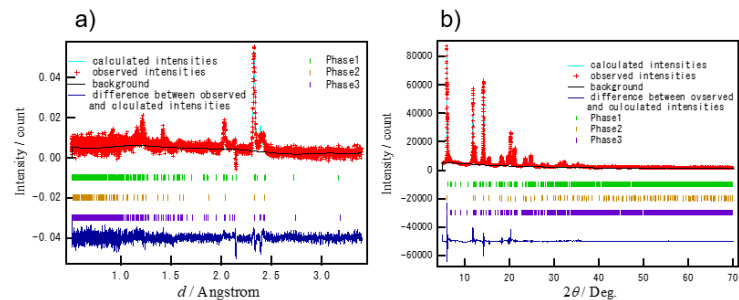 a)
calculated intensities
observed intensities
background
difference between observed
and olculated intensities
Phase1
Phase2
Phase3
0.04
0.02
0.00
−0.02
−0.04
Intensity / count
1.0
1.5
2.0
2.5
3.0
d / Angstrom
b)
calculated intensities
observed intensities
background
difference between ovserved
and culculated intensities
Phase1
Phase2
Phase3
80000
60000
40000
20000
0
−20000
−40000
−60000
Intensity / count
10
20
30
40
50
60
70
2θ / Deg.